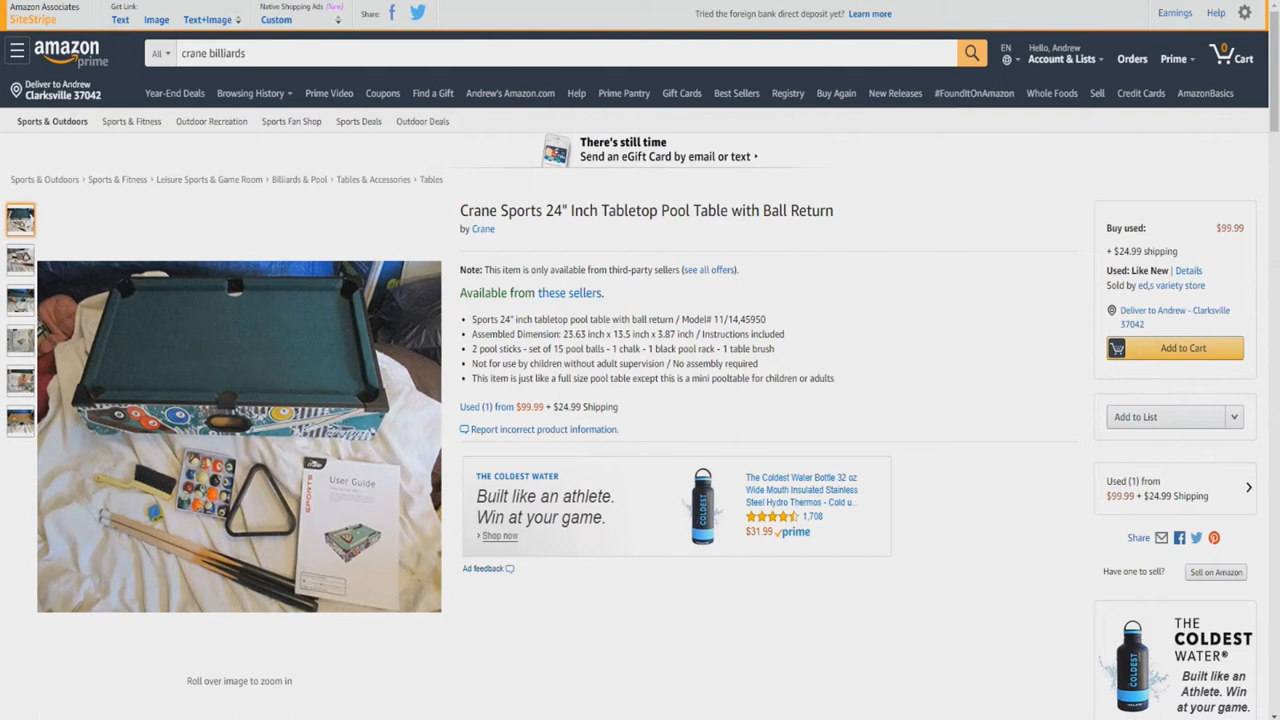 Amazon Associates
SiteStripe
Get Link:
Text
Image
Text+Image
Native Shopping Ads (New)
Custom
Share:
Tried the foreign bank direct deposit yet? Learn more
Earnings
Help
amazon
prime
All
crane billiards
EN
Hello, Andrew
Account & Lists
Orders
Prime
0
Cart
Deliver to Andrew
Clarksville 37042
Year-End Deals
Browsing History
Prime Video
Coupons
Find a Gift
Andrew's Amazon.com
Help
Prime Pantry
Gift Cards
Best Sellers
Registry
Buy Again
New Releases
#FoundItOnAmazon
Whole Foods
Sell
Credit Cards
AmazonBasics
Sports & Outdoors
Sports & Fitness
Outdoor Recreation
Sports Fan Shop
Sports Deals
Outdoor Deals
There's still time
Send an eGift Card by email or text ›
Sports & Outdoors › Sports & Fitness › Leisure Sports & Game Room › Billiards & Pool › Tables & Accessories › Tables
Crane Sports 24" Inch Tabletop Pool Table with Ball Return
by Crane
Note: This item is only available from third-party sellers (see all offers).
Available from these sellers.
• Sports 24" inch tabletop pool table with ball return / Model# 11/14,45950
• Assembled Dimension: 23.63 inch x 13.5 inch x 3.87 inch / Instructions included
• 2 pool sticks - set of 15 pool balls - 1 chalk - 1 black pool rack - 1 table brush
• Not for use by children without adult supervision / No assembly required
• This item is just like a full size pool table except this is a mini pooltable for children or adults
Used (1) from $99.99 + $24.99 Shipping
Report incorrect product information.
THE COLDEST WATER
Built like an athlete.
Win at your game.
› Shop now
COLDEST
The Coldest Water Bottle 32 oz
Wide Mouth Insulated Stainless
Steel Hydro Thermos - Cold u...
1,708
$31.99 prime
Ad feedback
SPORTS
User Guide
Roll over image to zoom in
Buy used:
$99.99
+ $24.99 shipping
Used: Like New | Details
Sold by ed,s variety store
Deliver to Andrew - Clarksville
37042
Add to Cart
Add to List
Used (1) from
$99.99 + $24.99 Shipping
Share
Have one to sell?
Sell on Amazon
COLDEST
THE
COLDEST
WATER®
Built like an
Athlete. Win
at your game.